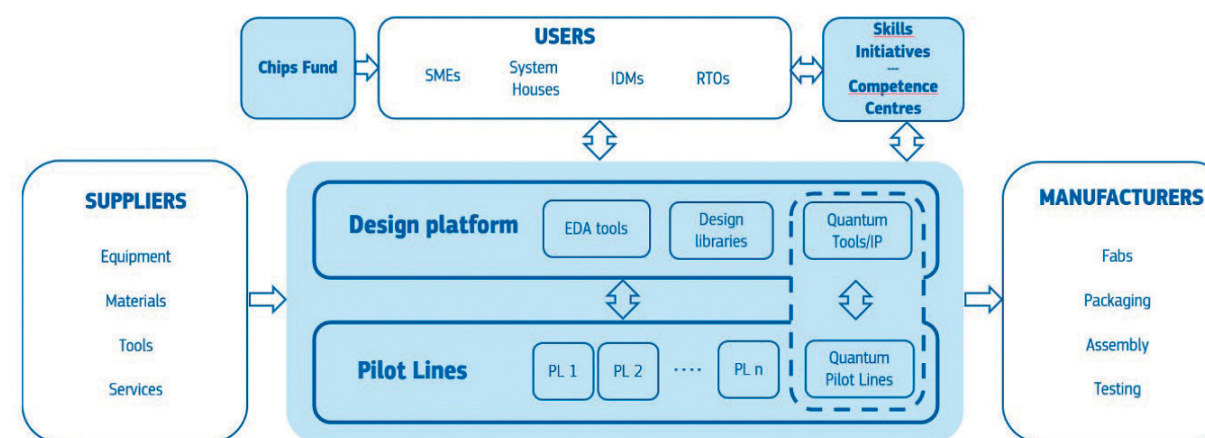 Chips Fund
USERS
SMEs
System
Houses
IDMs
RTOs
Skills
Initiatives
—
Competence
Centres
SUPPLIERS
Equipment
Materials
Tools
Services
Design platform
EDA tools
Design
libraries
Quantum
Tools/IP
Pilot Lines
PL 1
PL 2
....
PL n
Quantum
Pilot Lines
MANUFACTURERS
Fabs
Packaging
Assembly
Testing